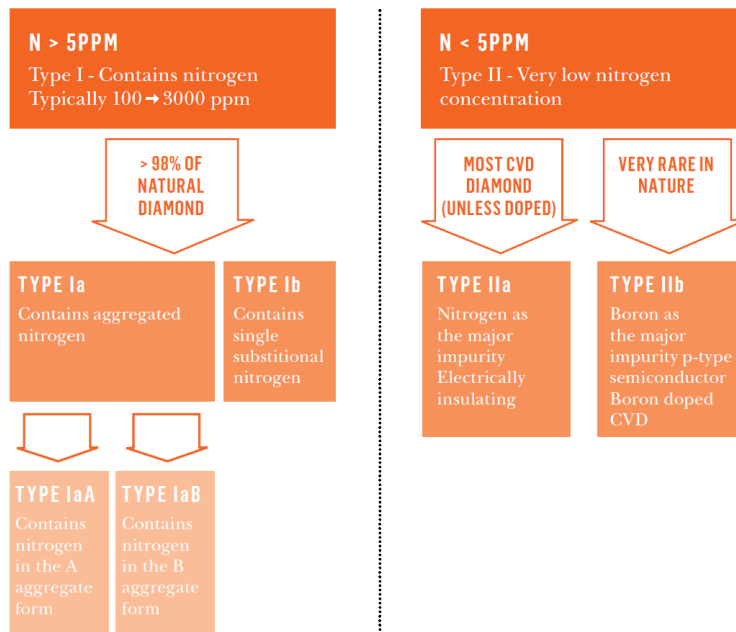 N > 5PPM
Type I - Contains nitrogen
Typically 100→3000 ppm
> 98% OF
NATURAL
DIAMOND
TYPE Ia
Contains aggregated
nitrogen
TYPE Ib
Contains
single
substitional
nitrogen
TYPE IaA
Contains
nitrogen
in the A
aggregate
form
TYPE IaB
Contains
nitrogen
in the B
aggregate
form
N < 5PPM
Type II - Very low nitrogen
concentration
MOST CVD
DIAMOND
(UNLESS DOPED)
VERY RARE IN
NATURE
TYPE IIa
Nitrogen as
the major
impurity
Electrically
insulating
TYPE IIb
Boron as
the major
impurity p-type
semiconductor
Boron doped
CVD